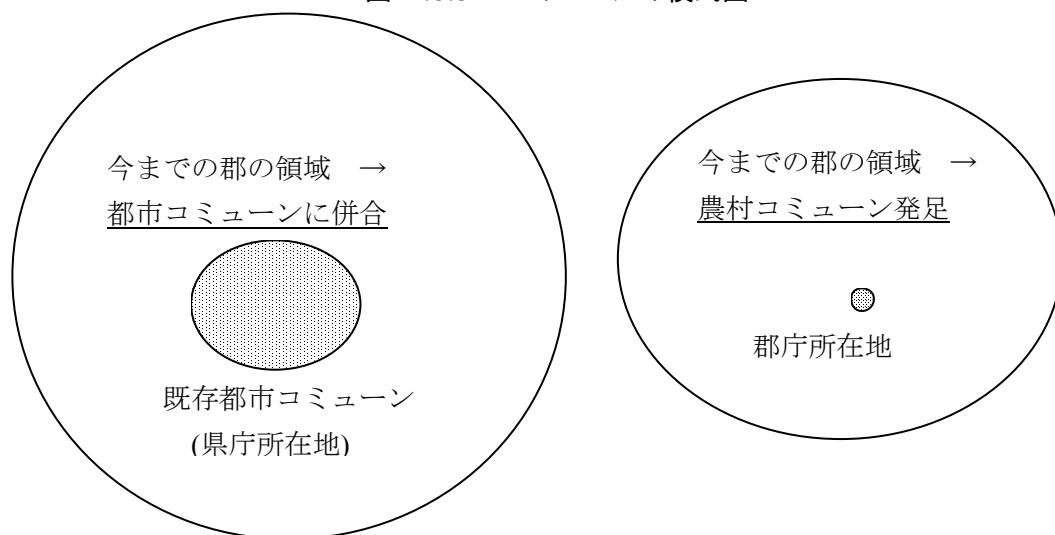 今までの郡の領域　→
都市コミューンに併合
既存都市コミューン
(県庁所在地)
今までの郡の領域　→
農村コミューン発足
郡庁所在地